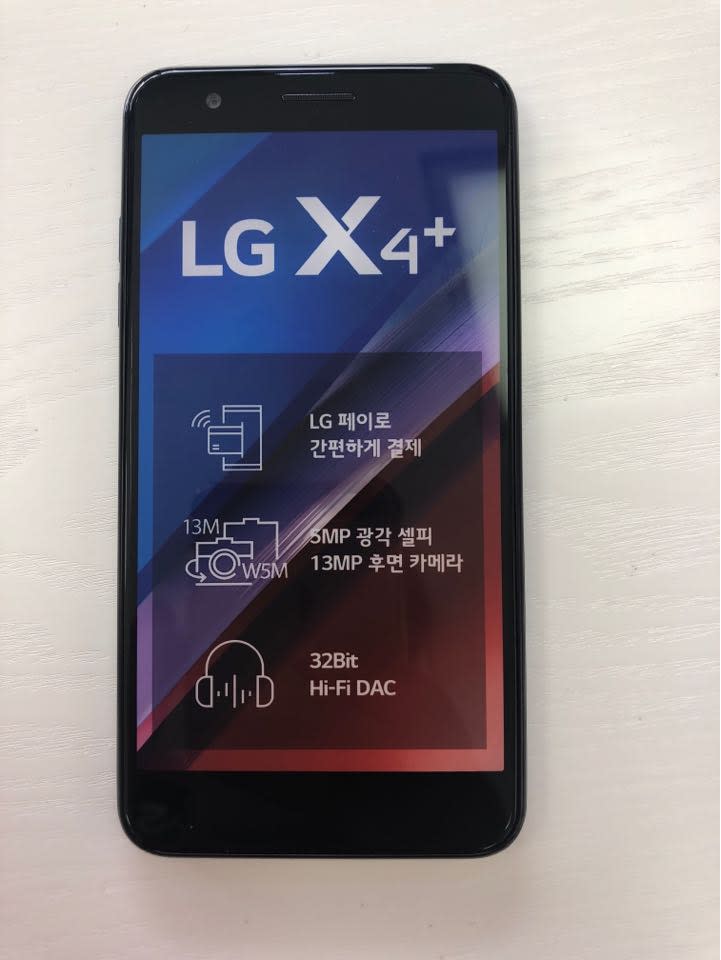 LG X4+
LG 페이로
간편하게 결제
13M
W5M
5MP 광각 셀피
13MP 후면 카메라
32Bit
Hi-Fi DAC